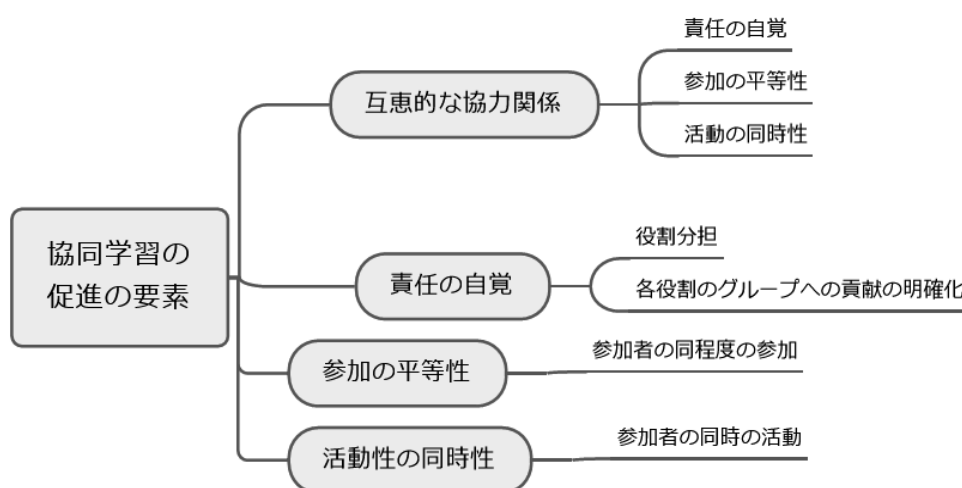 協同学習の
促進の要素
互恵的な協力関係
責任の自覚
参加の平等性
活動の同時性
責任の自覚
役割分担
各役割のグループへの貢献の明確化
参加の平等性
参加者の同程度の参加
活動性の同時性
参加者の同時の活動